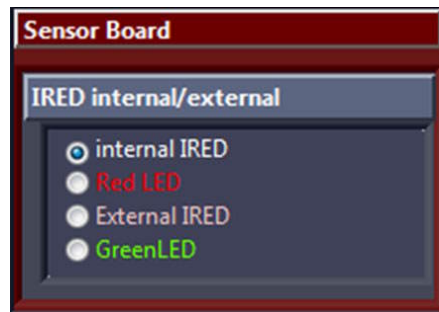 Sensor Board
IRED internal/external
internal IRED
Red LED
External IRED
GreenLED